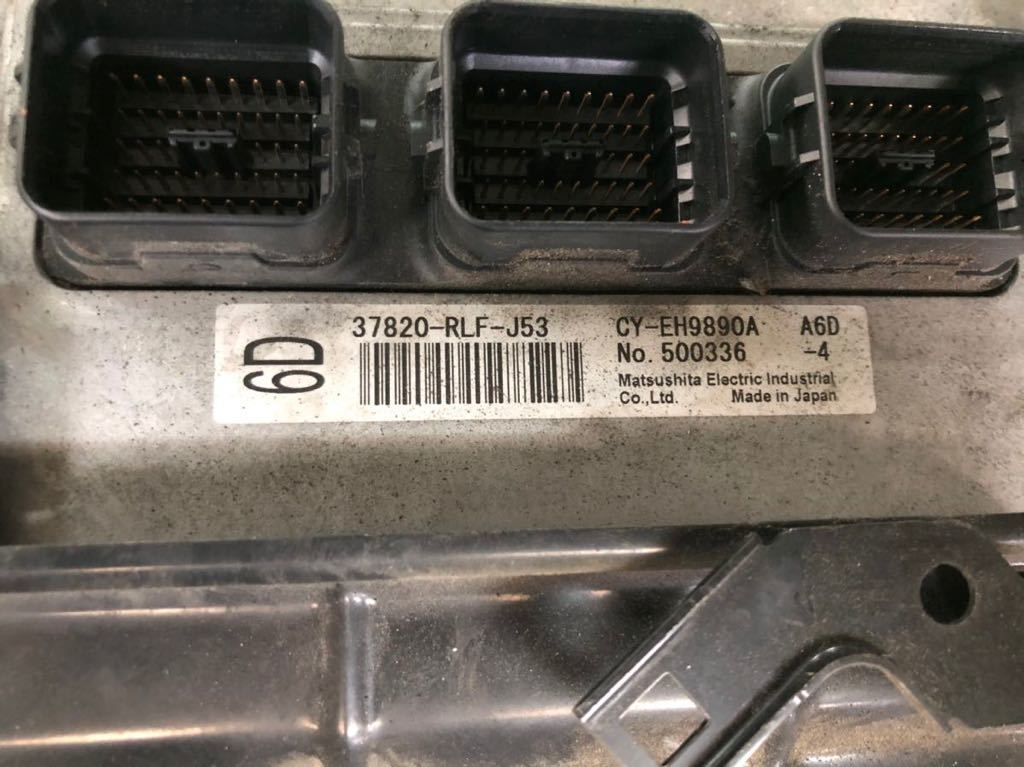 6D
37820-RLF-J53
CY-EH9890A A6D
No. 500336 -4
Matsushita Electric Industrial
Co.,Ltd. Made in Japan